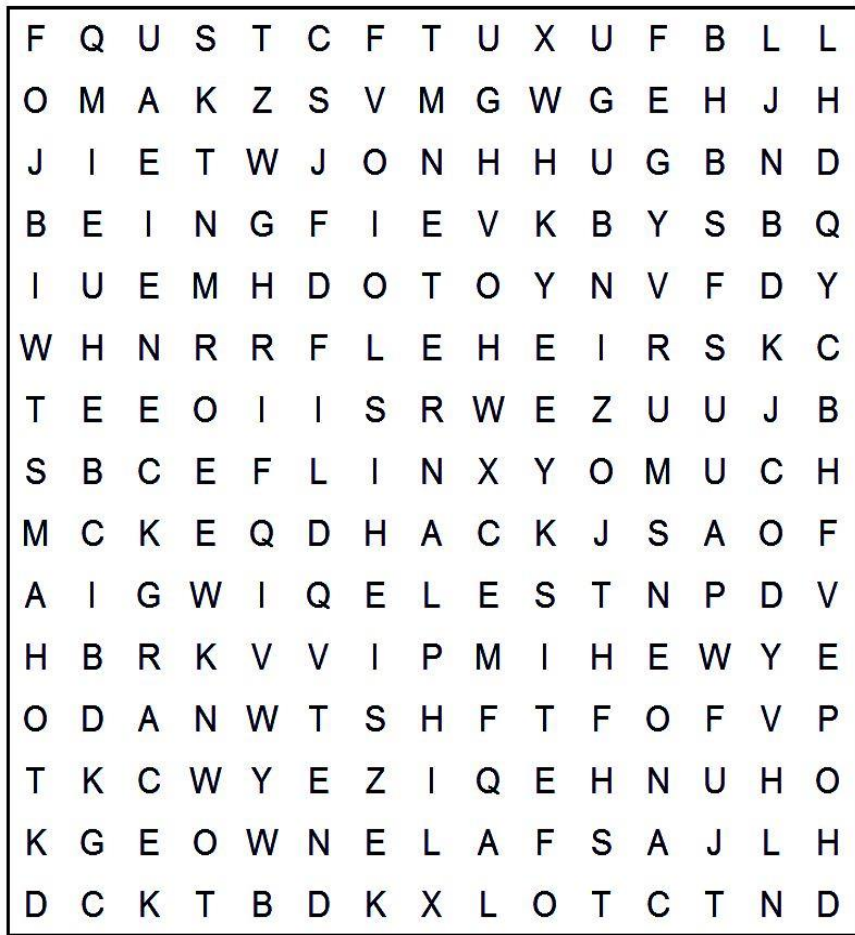 F Q U S T C F T U X U F B L L
O M A K Z S V M G W G E H J H
J I E T W J O N H H U G B N D
B E I N G F I E V K B Y S B Q
I U E M H D O T O Y N V F D Y
W H N R R F L E H E I R S K C
T E E O I I S R W E Z U U J B
S B C E F L I N X Y O M U C H
M C K E Q D H A C K J S A O F
A I G W I Q E L E S T N P D V
H B R K V V I P M I H E W Y E
O D A N W T S H F T F O F V P
T K C W Y E Z I Q E H N U H O
K G E O W N E L A F S A J L H
D C K T B D K X L O T C T N D